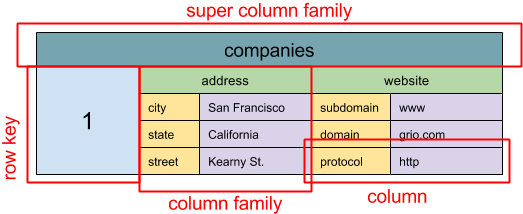 super column family
companies
address website
city San Francisco subdomain www
1 state California domain grio.com
street Kearny St. protocol http
row key
column family column